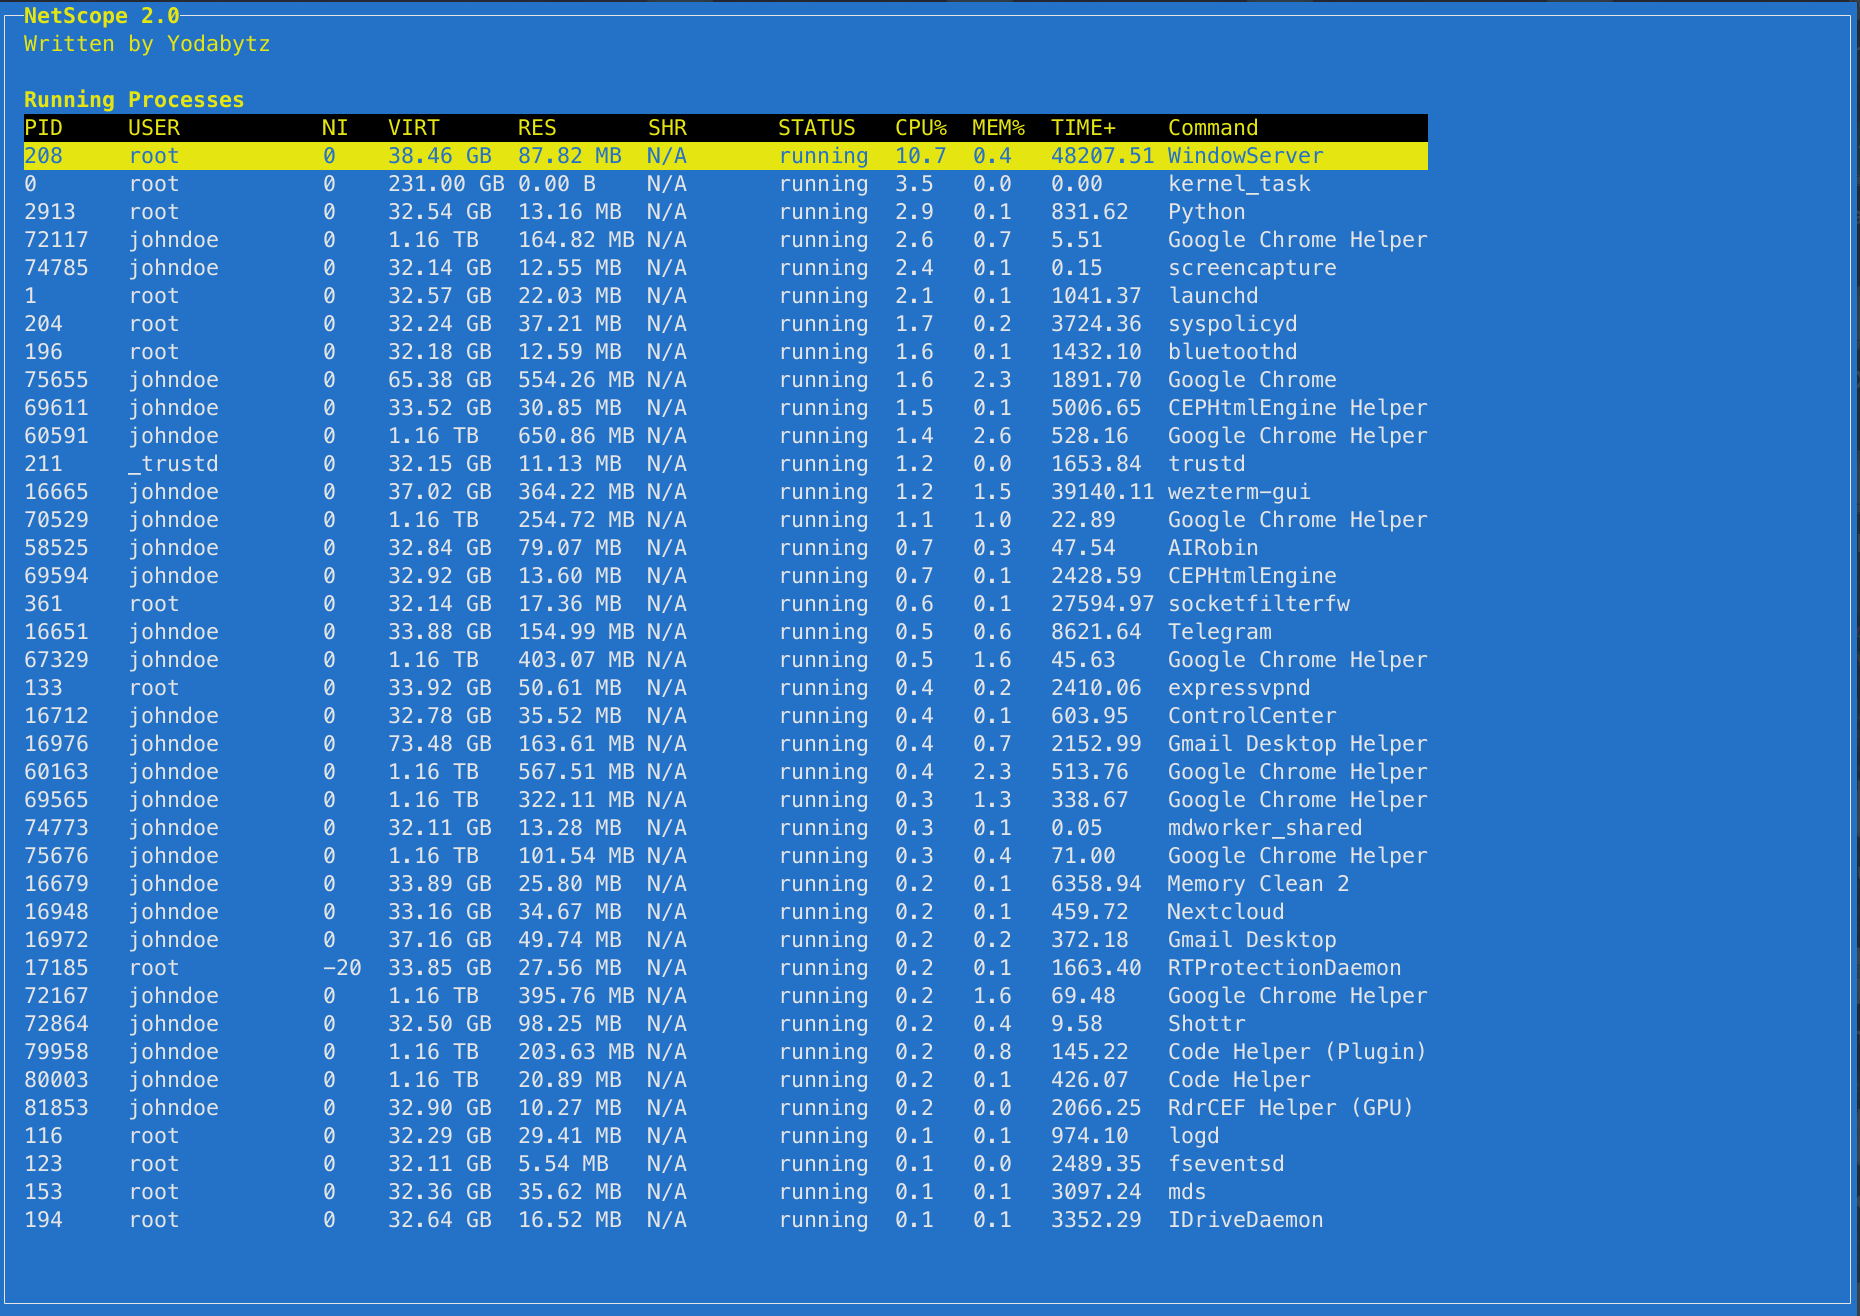 NetScope 2.0
Written by Yodabytz
Running Processes
PID USER NI VIRT RES SHR STATUS CPU% MEM% TIME+ Command
208 root 0 38.46 GB 87.82 MB N/A running 10.7 0.4 48207.51 WindowServer
0 root 0 231.00 GB 0.00 B N/A running 3.5 0.0 0.00 kernel_task
2913 root 0 32.54 GB 13.16 MB N/A running 2.9 0.1 831.62 Python
72117 johndoe 0 1.16 TB 164.82 MB N/A running 2.6 0.7 5.51 Google Chrome Helper
74785 johndoe 0 32.14 GB 12.55 MB N/A running 2.4 0.1 0.15 screencapture
1 root 0 32.57 GB 22.03 MB N/A running 2.1 0.1 1041.37 launchd
204 root 0 32.24 GB 37.21 MB N/A running 1.7 0.2 3724.36 syspolicyd
196 root 0 32.18 GB 12.59 MB N/A running 1.6 0.1 1432.10 bluetoothd
75655 johndoe 0 65.38 GB 554.26 MB N/A running 1.6 2.3 1891.70 Google Chrome
69611 johndoe 0 33.52 GB 30.85 MB N/A running 1.5 0.1 5006.65 CEPHtmlEngine Helper
60591 johndoe 0 1.16 TB 650.86 MB N/A running 1.4 2.6 528.16 Google Chrome Helper
211 _trustd 0 32.15 GB 11.13 MB N/A running 1.2 0.0 1653.84 trustd
16665 johndoe 0 37.02 GB 364.22 MB N/A running 1.2 1.5 39140.11 wezterm-gui
70529 johndoe 0 1.16 TB 254.72 MB N/A running 1.1 1.0 22.89 Google Chrome Helper
58525 johndoe 0 32.84 GB 79.07 MB N/A running 0.7 0.3 47.54 AIRobin
69594 johndoe 0 32.92 GB 13.60 MB N/A running 0.7 0.1 2428.59 CEPHtmlEngine
361 root 0 32.14 GB 17.36 MB N/A running 0.6 0.1 27594.97 socketfilterfw
16651 johndoe 0 33.88 GB 154.99 MB N/A running 0.5 0.6 8621.64 Telegram
67329 johndoe 0 1.16 TB 403.07 MB N/A running 0.5 1.6 45.63 Google Chrome Helper
133 root 0 33.92 GB 50.61 MB N/A running 0.4 0.2 2410.06 expressvpnd
16712 johndoe 0 32.78 GB 35.52 MB N/A running 0.4 0.1 603.95 ControlCenter
16976 johndoe 0 73.48 GB 163.61 MB N/A running 0.4 0.7 2152.99 Gmail Desktop Helper
60163 johndoe 0 1.16 TB 567.51 MB N/A running 0.4 2.3 513.76 Google Chrome Helper
69565 johndoe 0 1.16 TB 322.11 MB N/A running 0.3 1.3 338.67 Google Chrome Helper
74773 johndoe 0 32.11 GB 13.28 MB N/A running 0.3 0.1 0.05 mdworker_shared
75676 johndoe 0 1.16 TB 101.54 MB N/A running 0.3 0.4 71.00 Google Chrome Helper
16679 johndoe 0 33.89 GB 25.80 MB N/A running 0.2 0.1 6358.94 Memory Clean 2
16948 johndoe 0 33.16 GB 34.67 MB N/A running 0.2 0.1 459.72 Nextcloud
16972 johndoe 0 37.16 GB 49.74 MB N/A running 0.2 0.2 372.18 Gmail Desktop
17185 root -20 33.85 GB 27.56 MB N/A running 0.2 0.1 1663.40 RTProtectionDaemon
72167 johndoe 0 1.16 TB 395.76 MB N/A running 0.2 1.6 69.48 Google Chrome Helper
72864 johndoe 0 32.50 GB 98.25 MB N/A running 0.2 0.4 9.58 Shottr
79958 johndoe 0 1.16 TB 203.63 MB N/A running 0.2 0.8 145.22 Code Helper (Plugin)
80003 johndoe 0 1.16 TB 20.89 MB N/A running 0.2 0.1 426.07 Code Helper
81853 johndoe 0 32.90 GB 10.27 MB N/A running 0.2 0.0 2066.25 RdrCEF Helper (GPU)
116 root 0 32.29 GB 29.41 MB N/A running 0.1 0.1 974.10 logd
123 root 0 32.11 GB 5.54 MB N/A running 0.1 0.0 2489.35 fseventsd
153 root 0 32.36 GB 35.62 MB N/A running 0.1 0.1 3097.24 mds
194 root 0 32.64 GB 16.52 MB N/A running 0.1 0.1 3352.29 IDriveDaemon